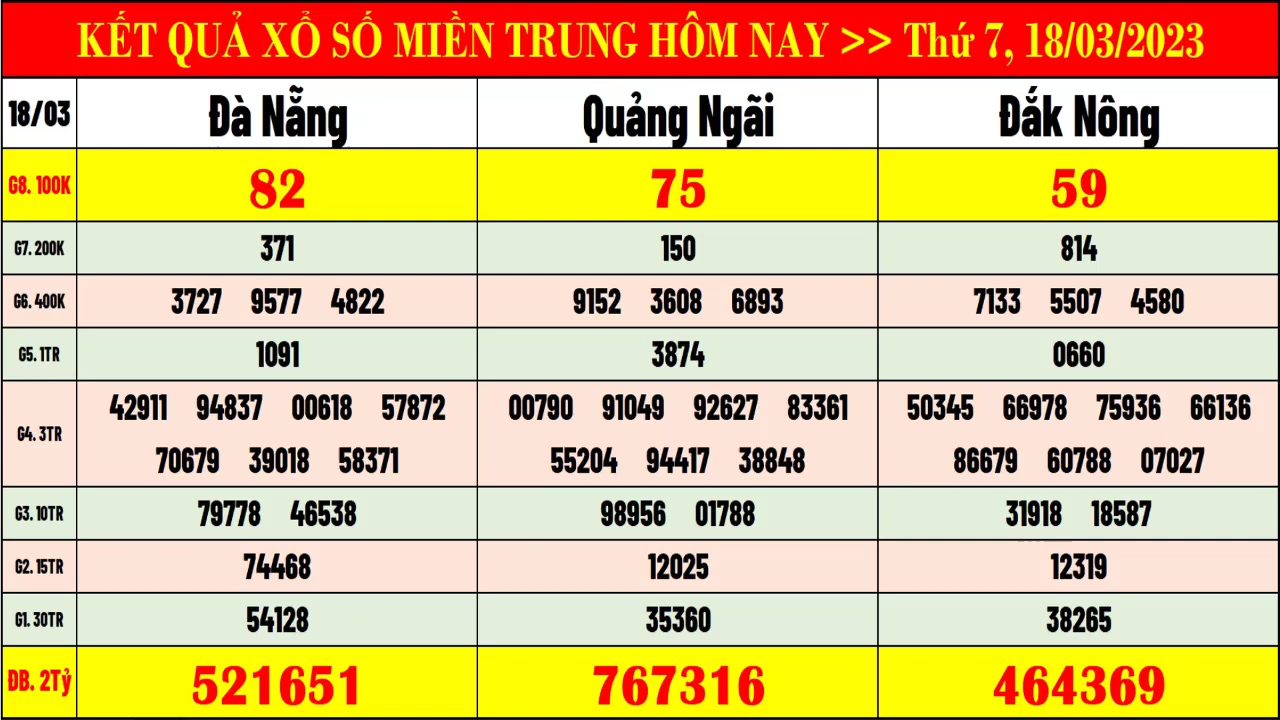 KẾT QUẢ XỔ SỐ MIỀN TRUNG HÔM NAY >> Thứ 7, 18/03/2023
18/03 Đà Nẵng Quảng Ngãi Đắk Nông
G8. 100K 82 75 59
G7. 200K 371 150 814
G6. 400K 3727 9577 4822 9152 3608 6893 7133 5507 4580
G5. 1TR 1091 3874 0660
42911 94837 00618 57872 00790 91049 92627 83361 50345 66978 75936 66136
G4. 3TR
70679 39018 58371 55204 94417 38848 86679 60788 07027
G3. 10TR 79778 46538 98956 01788 31918 18587
G2. 15TR 74468 12025 12319
G1. 30TR 54128 35360 38265
ĐB. 2Tỷ 521651 767316 464369